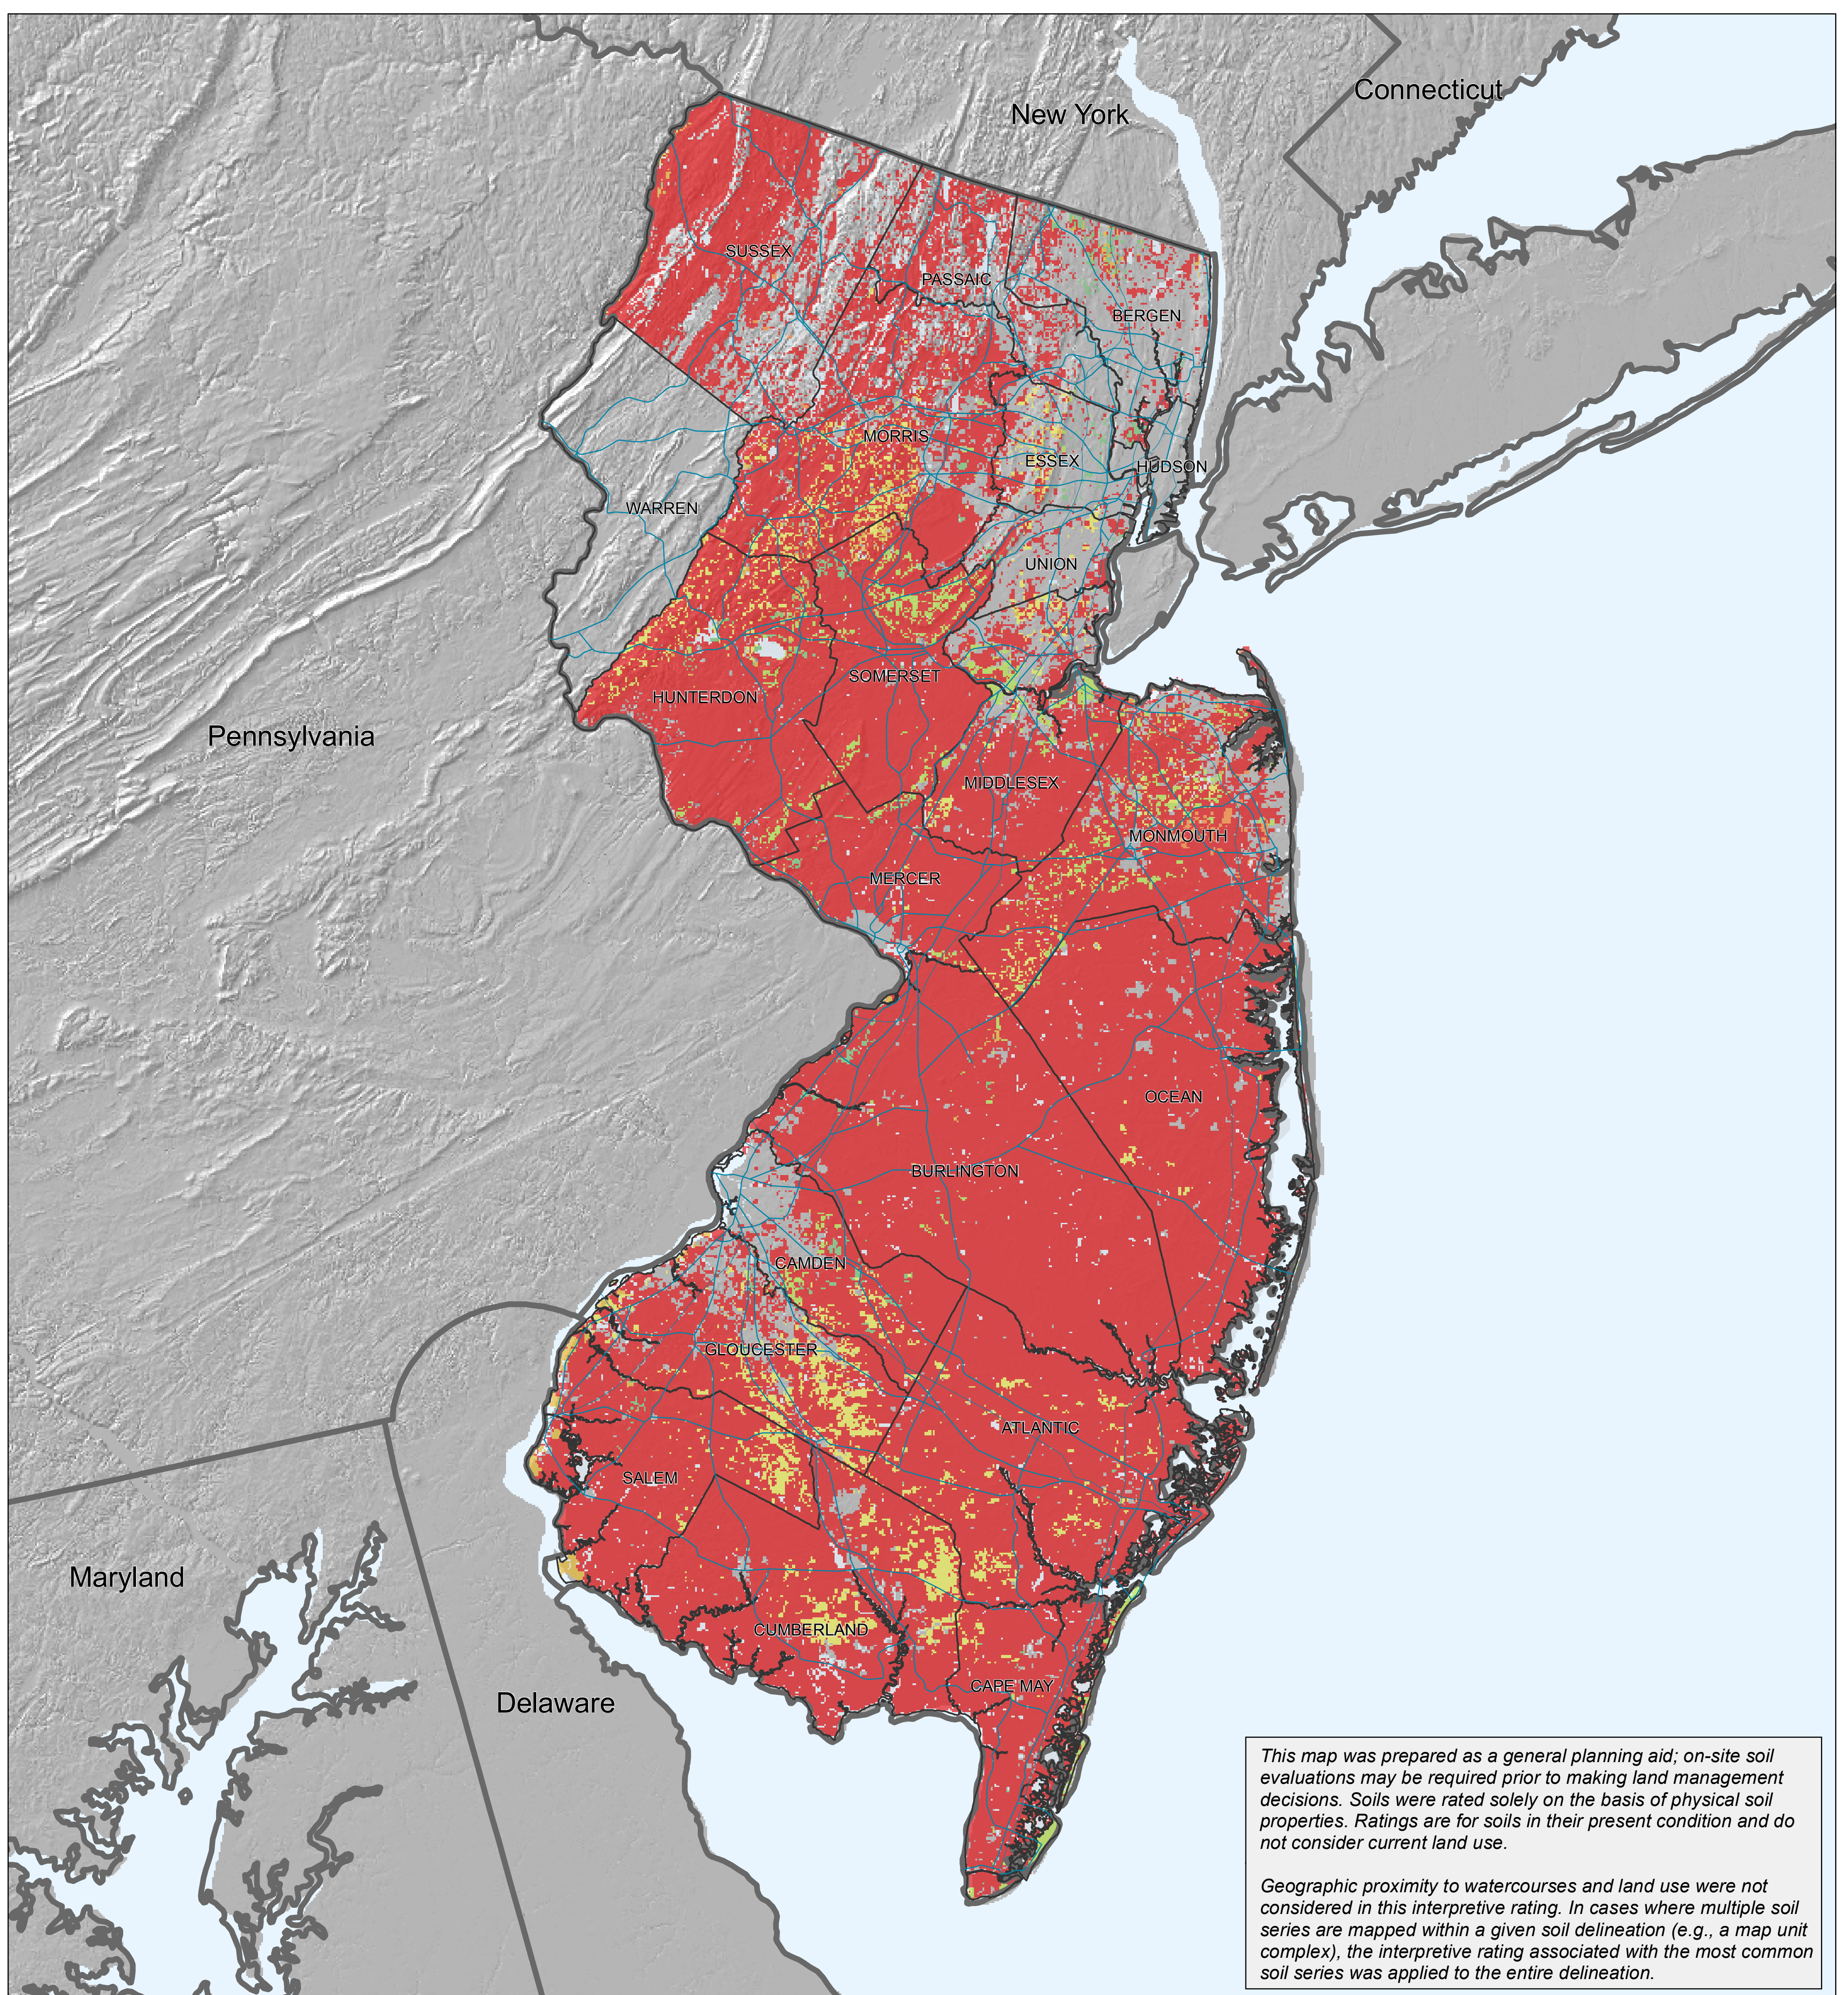 Connecticut
New York
SUSSEX
PASSAIC
BERGEN
MORRIS
ESSEX
HUDSON
WARREN
UNION
SOMERSET
HUNTERDON
Pennsylvania
MIDDLESEX
MONMOUTH
MERCER
OCEAN
BURLINGTON
CAMDEN
GLOUCESTER
ATLANTIC
SALEM
Maryland
CUMBERLAND
CAPE MAY
Delaware
This map was prepared as a general planning aid; on-site soil
evaluations may be required prior to making land management
decisions. Soils were rated solely on the basis of physical soil
properties. Ratings are for soils in their present condition and do
not consider current land use.
Geographic proximity to watercourses and land use were not
considered in this interpretive rating. In cases where multiple soil
series are mapped within a given soil delineation (e.g., a map unit
complex), the interpretive rating associated with the most common
soil series was applied to the entire delineation.